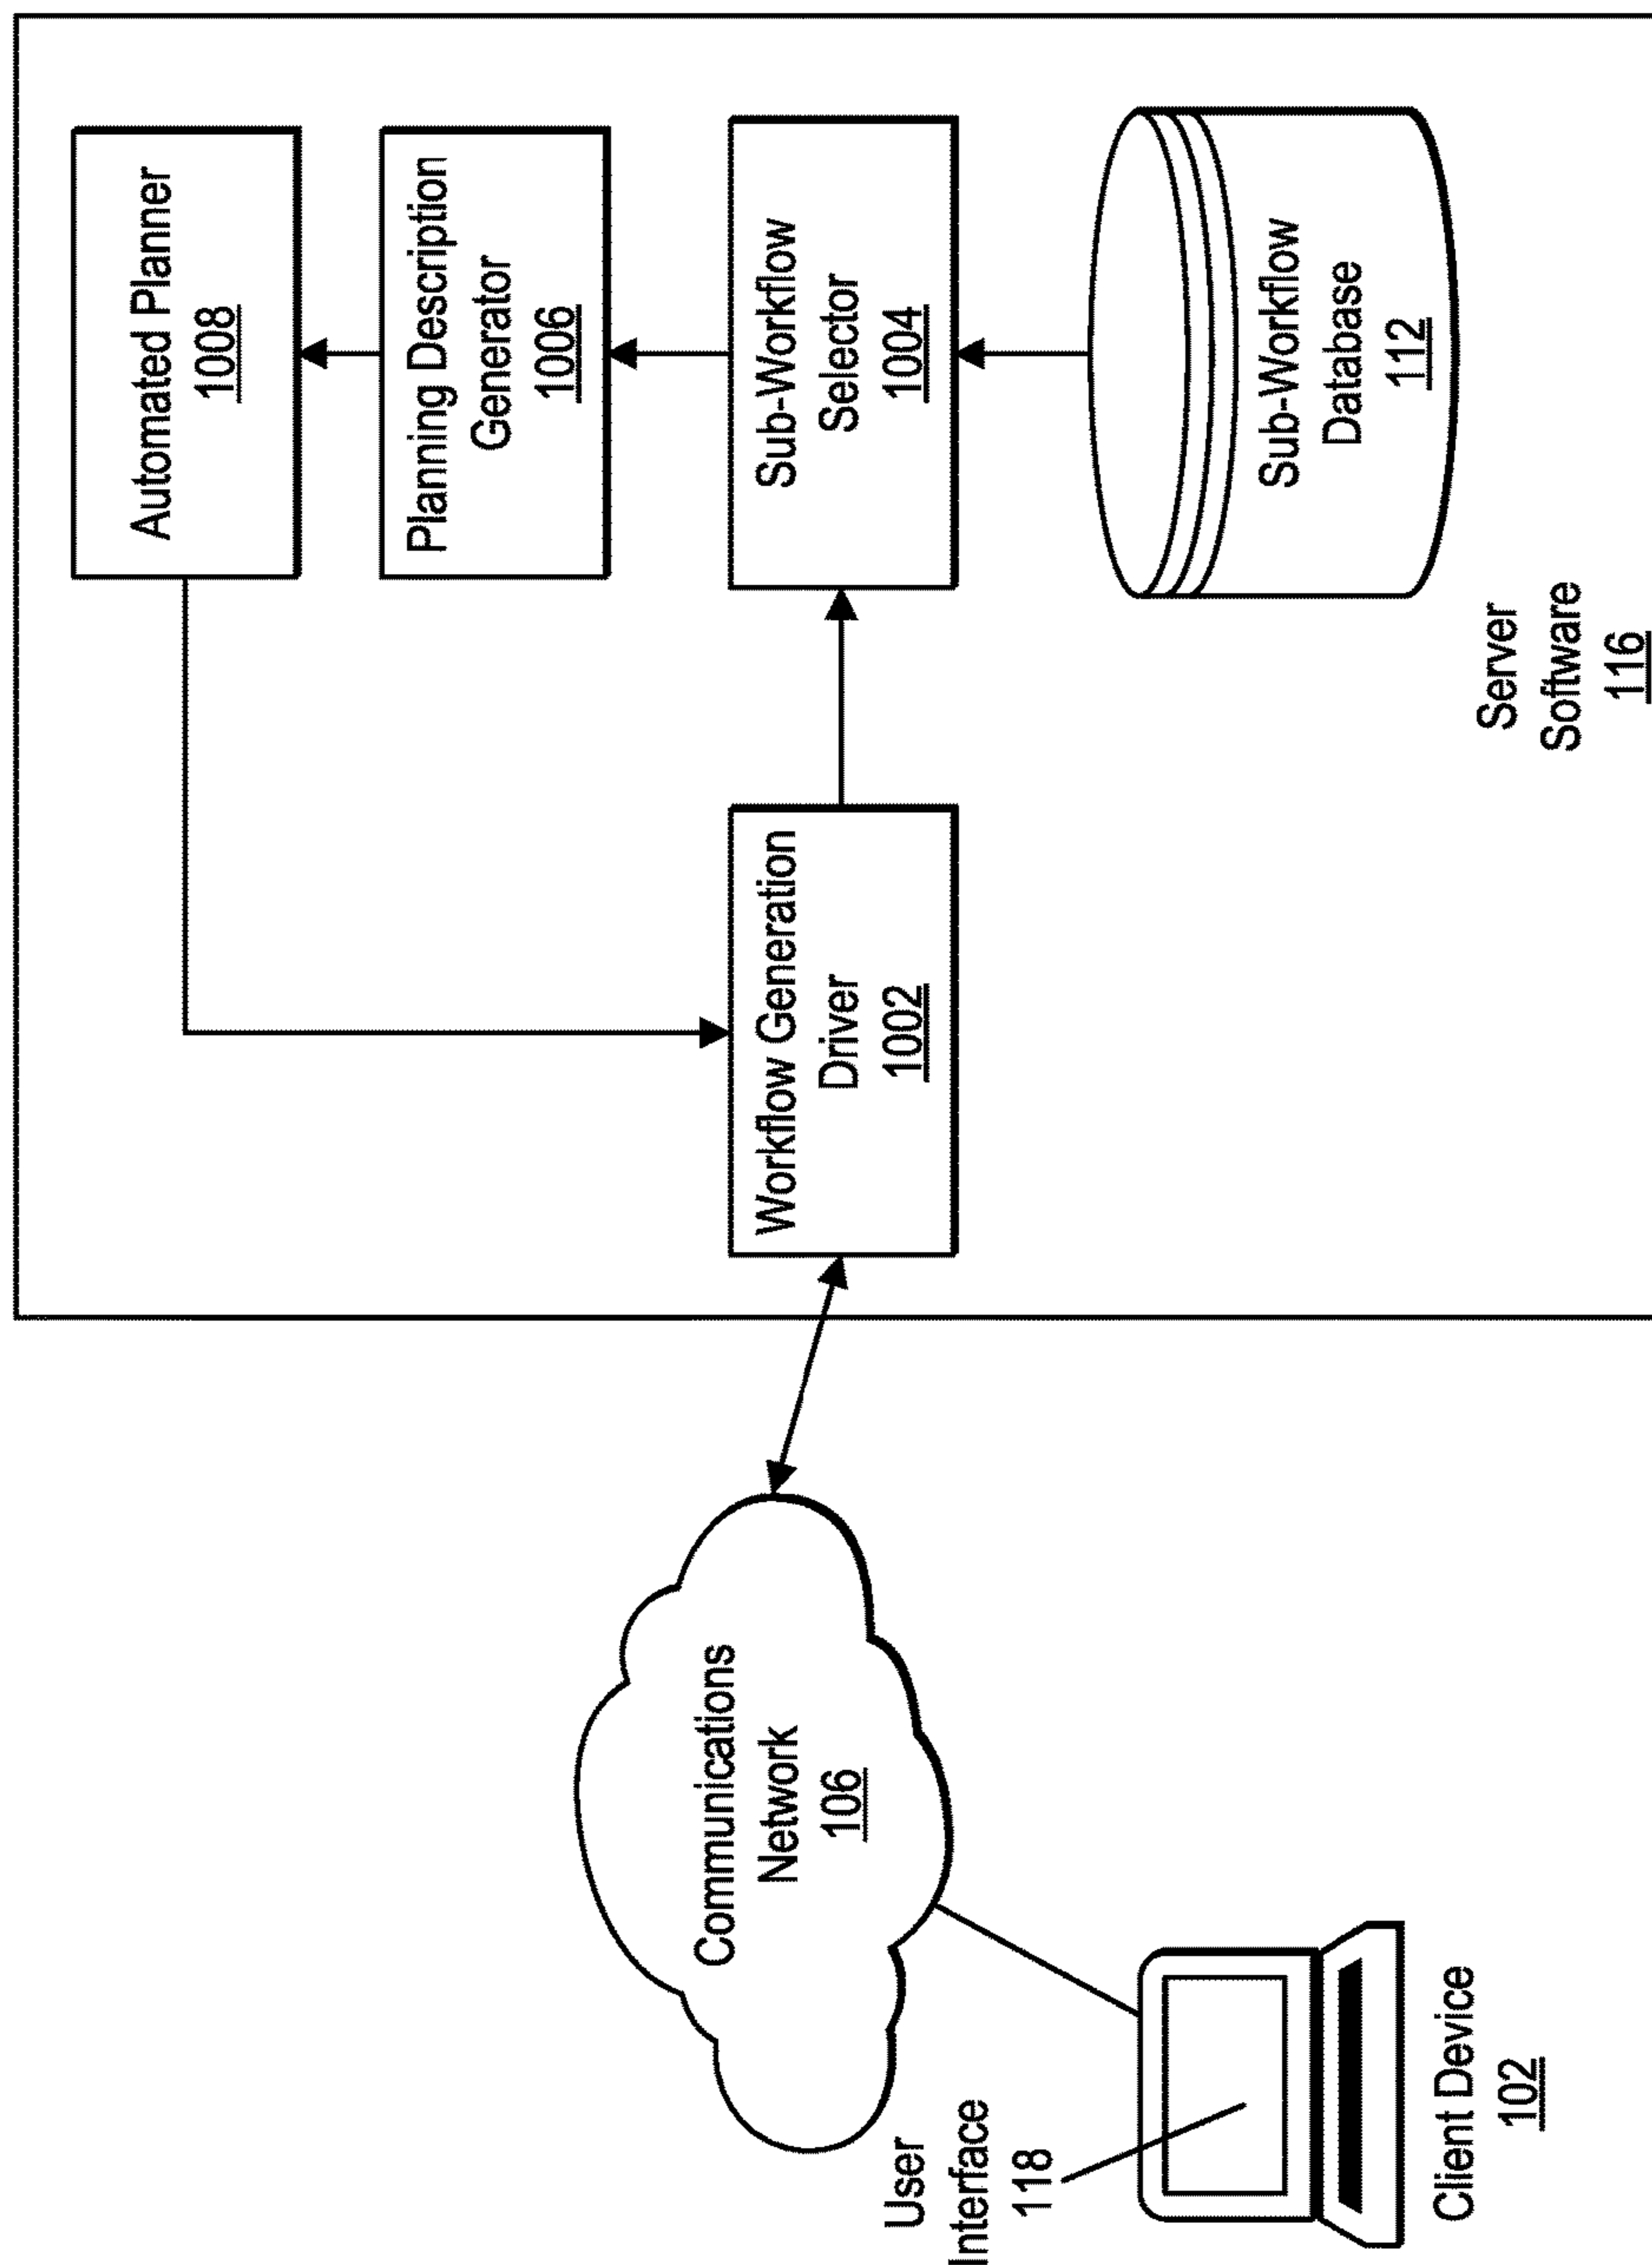 Automated Planner
1008
Planning Description
Generator
1006
Workflow Generation
Driver
1002
Sub-Workflow
Selector
1004
Communications
Network
106
User
Interface
118
Sub-Workflow
Database
112
Client Device
102
Server
Software
116